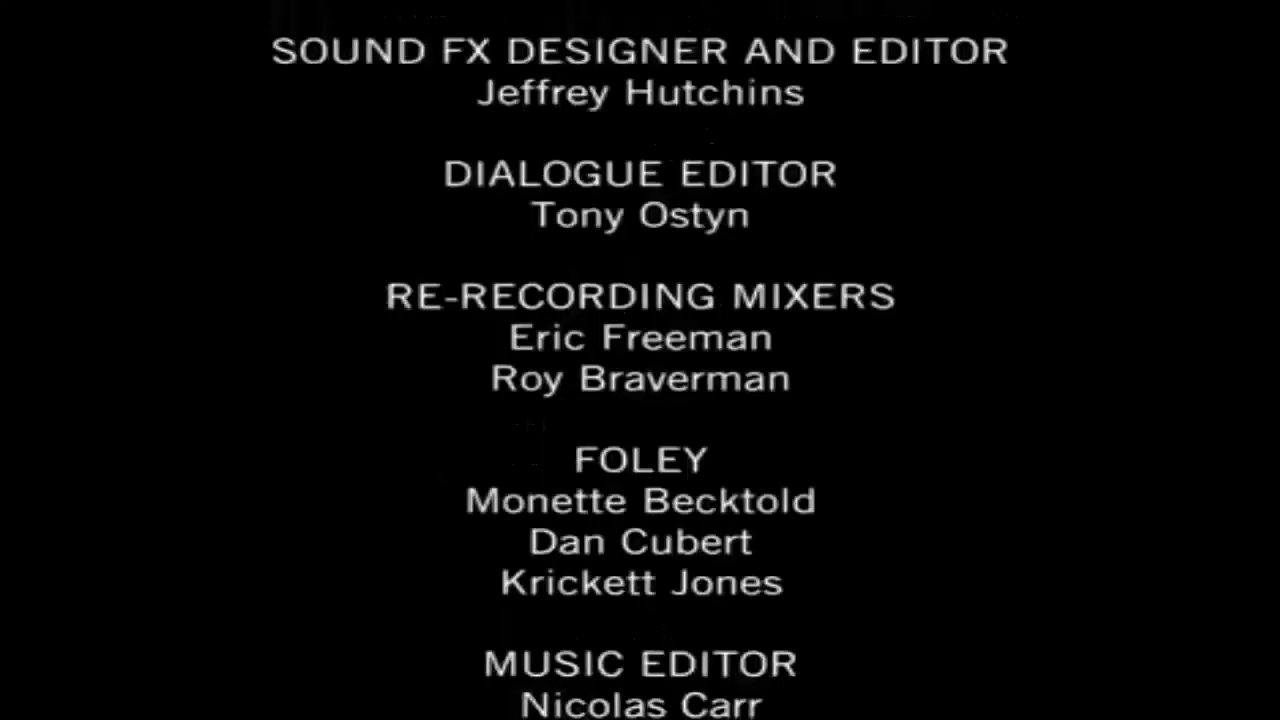 SOUND FX DESIGNER AND EDITOR
Jeffrey Hutchins
DIALOGUE EDITOR
Tony Ostyn
RE-RECORDING MIXERS
Eric Freeman
Roy Braverman
FOLEY
Monette Becktold
Dan Cubert
Krickett Jones
MUSIC EDITOR
Nicolas Carr